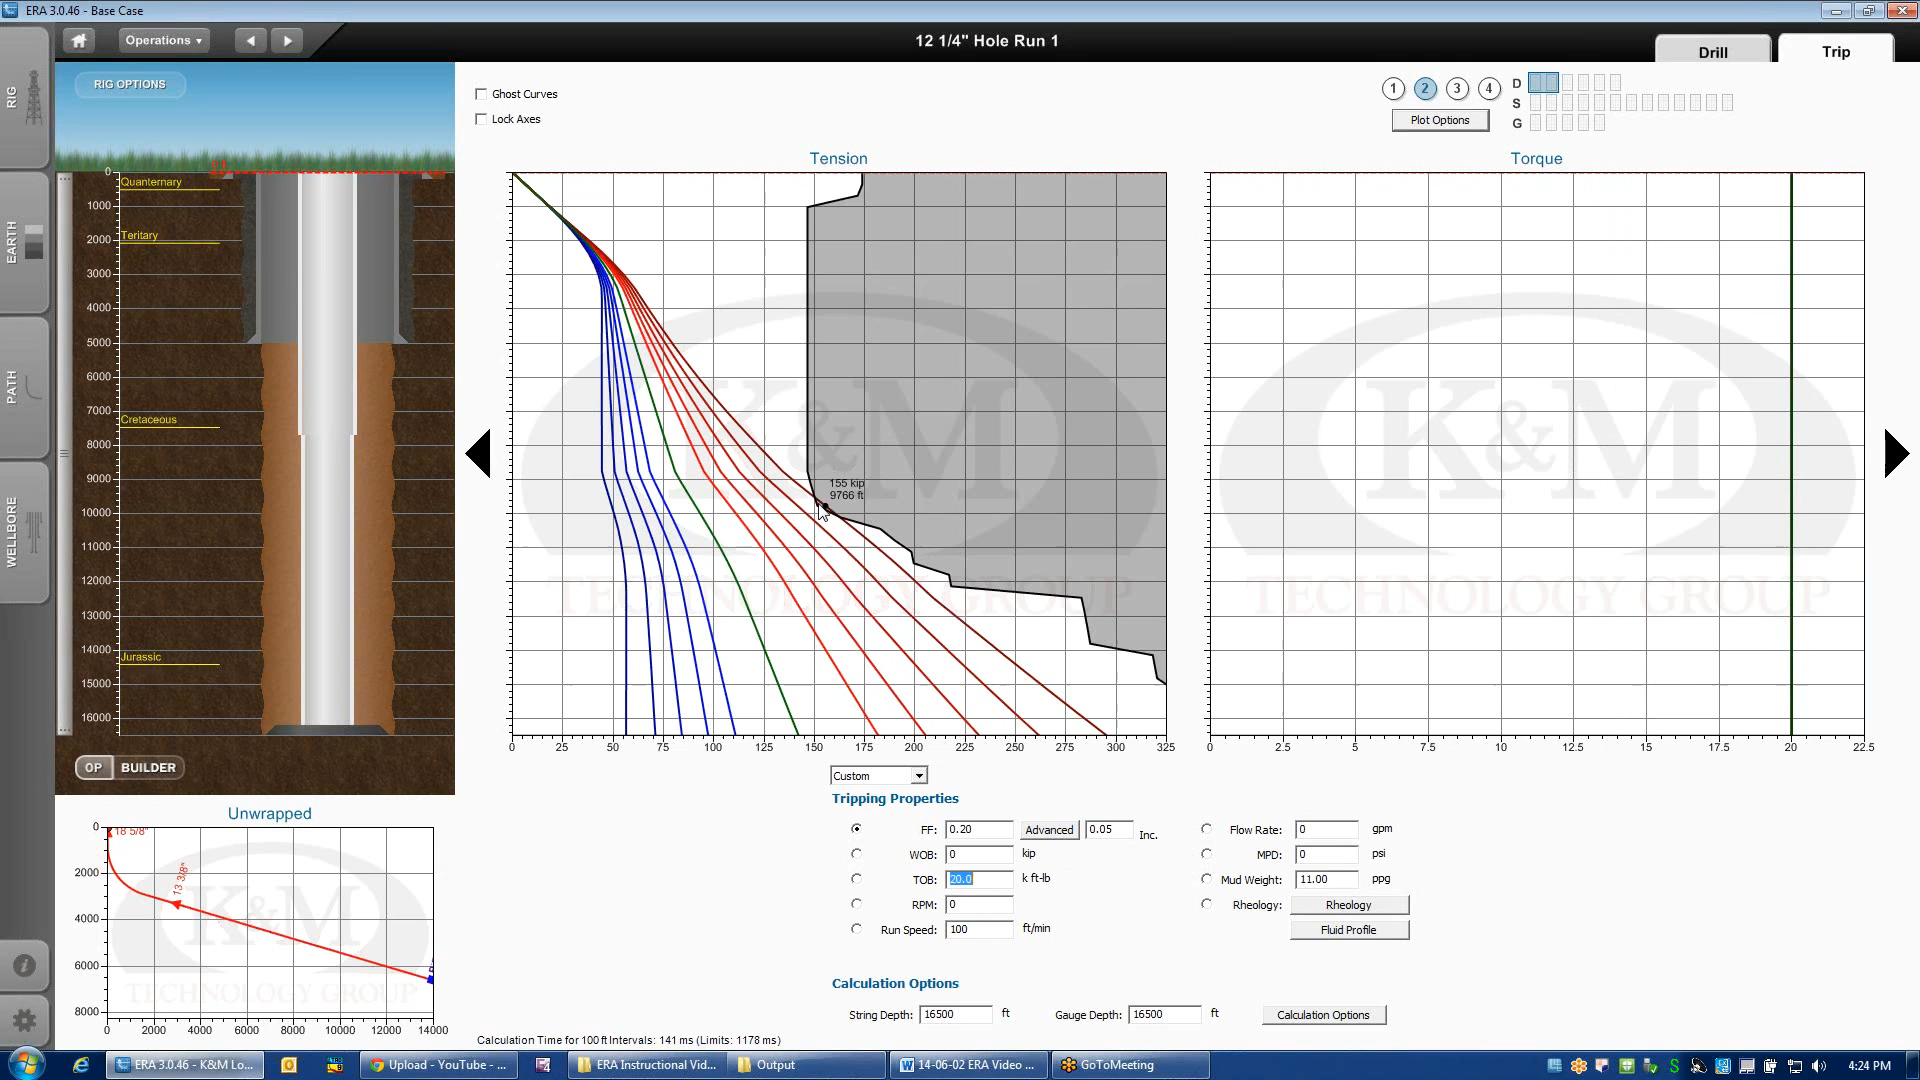 ERA 3.0.46 - Base Case
Operations
12 1/4" Hole Run 1
Drill
Trip
RIG
EARTH
PATH
WELLBORE
RIG OPTIONS
Ghost Curves
Lock Axes
1 2 3 4
D
S
G
Plot Options
Tension
Torque
0
1000
2000
3000
4000
5000
6000
7000
8000
9000
10000
11000
12000
13000
14000
15000
16000
Quanternary
Teritary
Cretaceous
Jurassic
155 kip
9766 ft
K&M
TECHNOLOGY GROUP
K&M
TECHNOLOGY GROUP
0 25 50 75 100 125 150 175 200 225 250 275 300 325
0 2.5 5 7.5 10 12.5 15 17.5 20 22.5
OP BUILDER
Custom
Tripping Properties
FF: 0.20 Advanced 0.05 Inc.
WOB: 0 kip
TOB: 20.0 k ft-lb
RPM: 0
Run Speed: 100 ft/min
Flow Rate: 0 gpm
MPD: 0 psi
Mud Weight: 11.00 ppg
Rheology: Rheology
Fluid Profile
Calculation Options
String Depth: 16500 ft Gauge Depth: 16500 ft Calculation Options
Unwrapped
18 5/8"
13 3/8"
K&M
TECHNOLOGY GROUP
0
2000
4000
6000
8000
0 2000 4000 6000 8000 10000 12000 14000
Calculation Time for 100 ft Intervals: 141 ms (Limits: 1178 ms)
ERA 3.0.46 - K&M Lo...
Upload - YouTube - ...
ERA Instructional Vid...
Output
14-06-02 ERA Video ...
GoToMeeting
4:24 PM